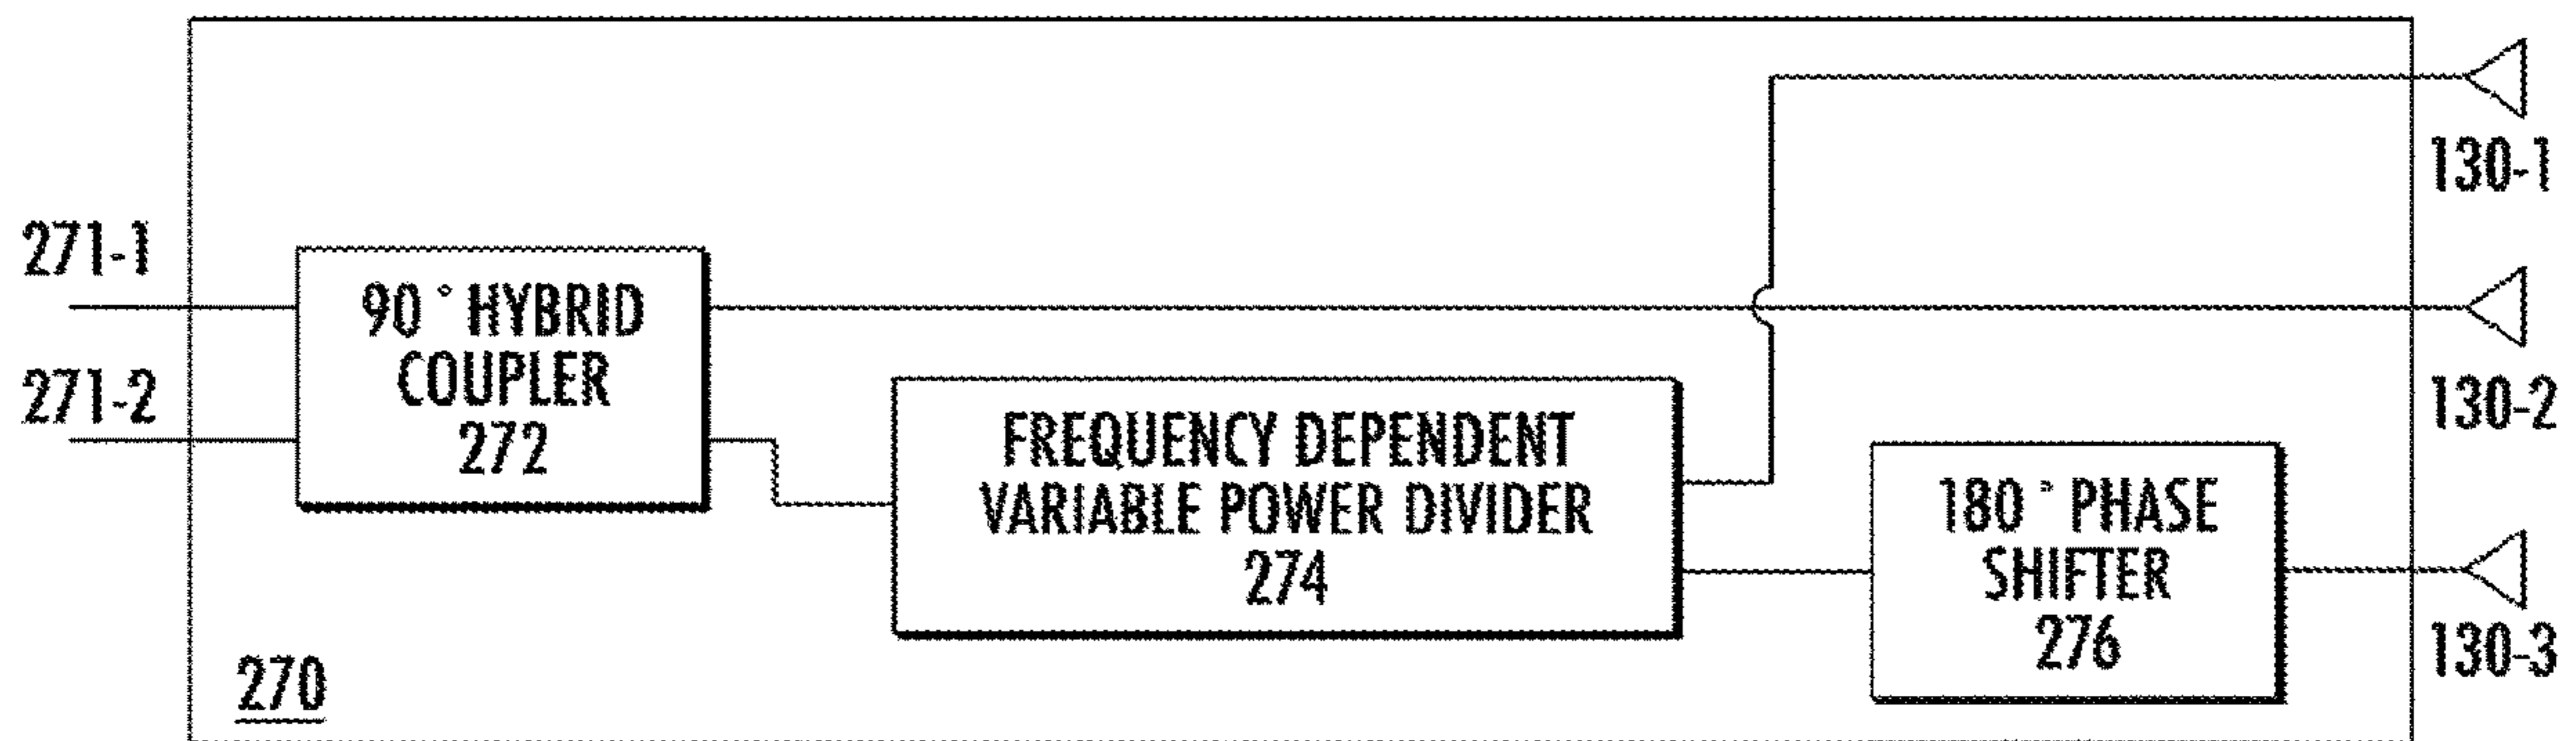 130-1
271-1
90° HYBRID
COUPLER
272
130-2
271-2
FREQUENCY DEPENDENT
VARIABLE POWER DIVIDER
274
180° PHASE
SHIFTER
276
130-3
270